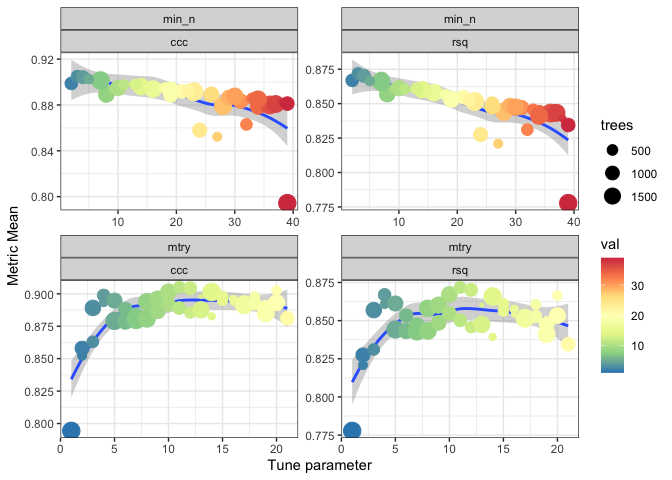 min_n
min_n
ccc
rsq
0.92
0.88
0.84
0.80
0.875
0.850
0.825
0.800
0.775
10 20 30 40
0 10 20 30 40
mtry
mtry
ccc
rsq
0.900
0.875
0.850
0.825
0.800
0.875
0.850
0.825
0.800
0.775
0 5 10 15 20
0 5 10 15 20
Metric Mean
Tune parameter
trees
500
1000
1500
val
30
20
10